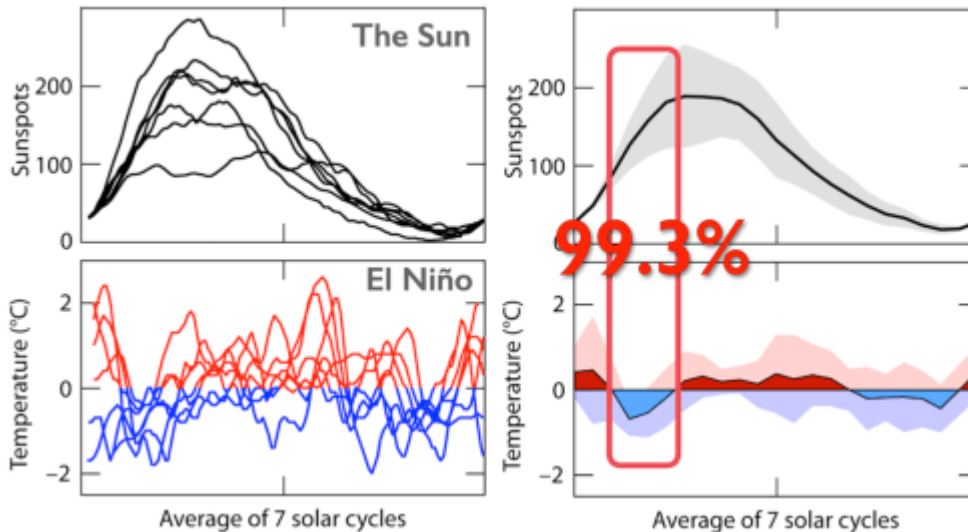 The Sun
Sunspots
200
100
0
El Niño
Temperature (°C)
2
0
−2
Average of 7 solar cycles
Sunspots
200
100
99.3%
Temperature (°C)
2
0
−2
Average of 7 solar cycles